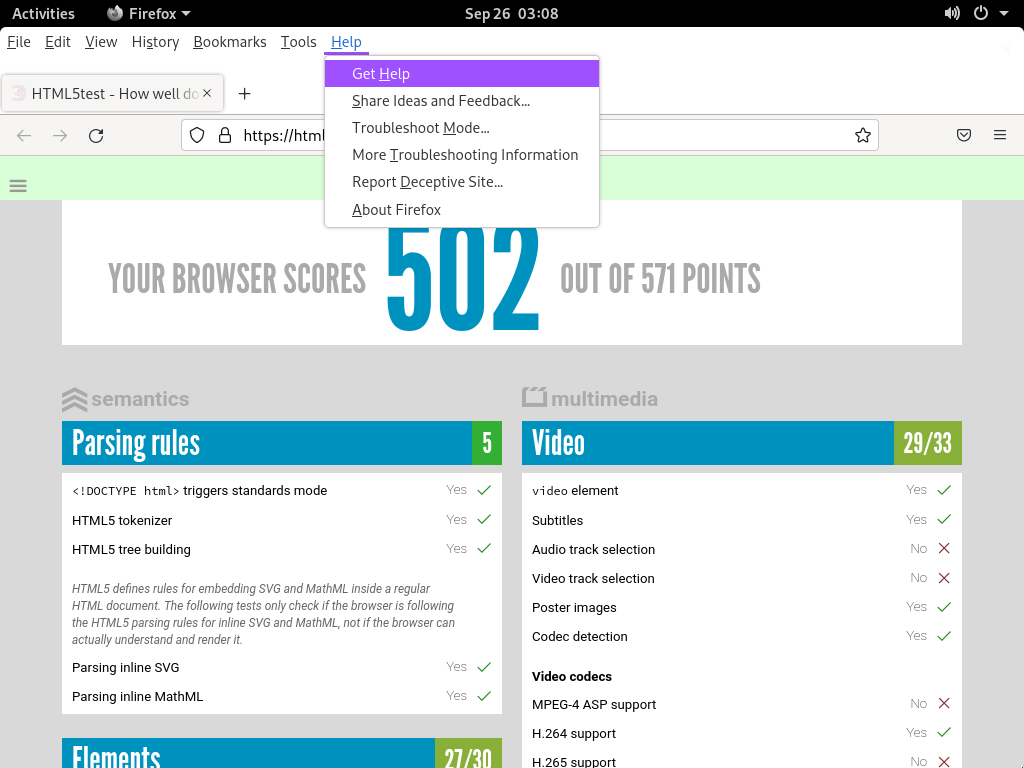 Activities Firefox Sep 26 03:08
File Edit View History Bookmarks Tools Help
Get Help
Share Ideas and Feedback...
Troubleshoot Mode...
More Troubleshooting Information
Report Deceptive Site...
About Firefox
HTML5test - How well do
https://html
YOUR BROWSER SCORES 502 OUT OF 571 POINTS
semantics
Parsing rules 5
<!DOCTYPE html> triggers standards mode Yes
HTML5 tokenizer Yes
HTML5 tree building Yes
HTML5 defines rules for embedding SVG and MathML inside a regular
HTML document. The following tests only check if the browser is following
the HTML5 parsing rules for inline SVG and MathML, not if the browser can
actually understand and render it.
Parsing inline SVG Yes
Parsing inline MathML Yes
Elements 27/30
multimedia
Video 29/33
video element Yes
Subtitles Yes
Audio track selection No
Video track selection No
Poster images Yes
Codec detection Yes
Video codecs
MPEG-4 ASP support No
H.264 support Yes
H.265 support No